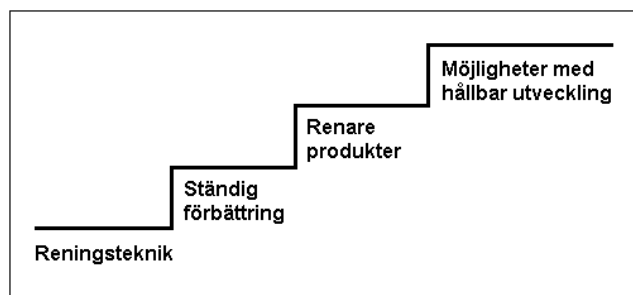 Möjligheter med
hållbar utveckling
Renare
produkter
Ständig
förbättring
Reningsteknik